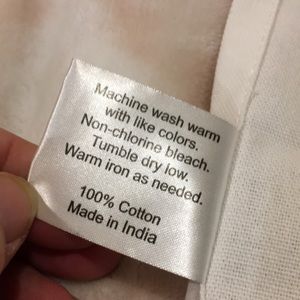 Machine wash warm
with like colors.
Non-chlorine bleach.
Tumble dry low.
Warm iron as needed.
100% Cotton
Made in India